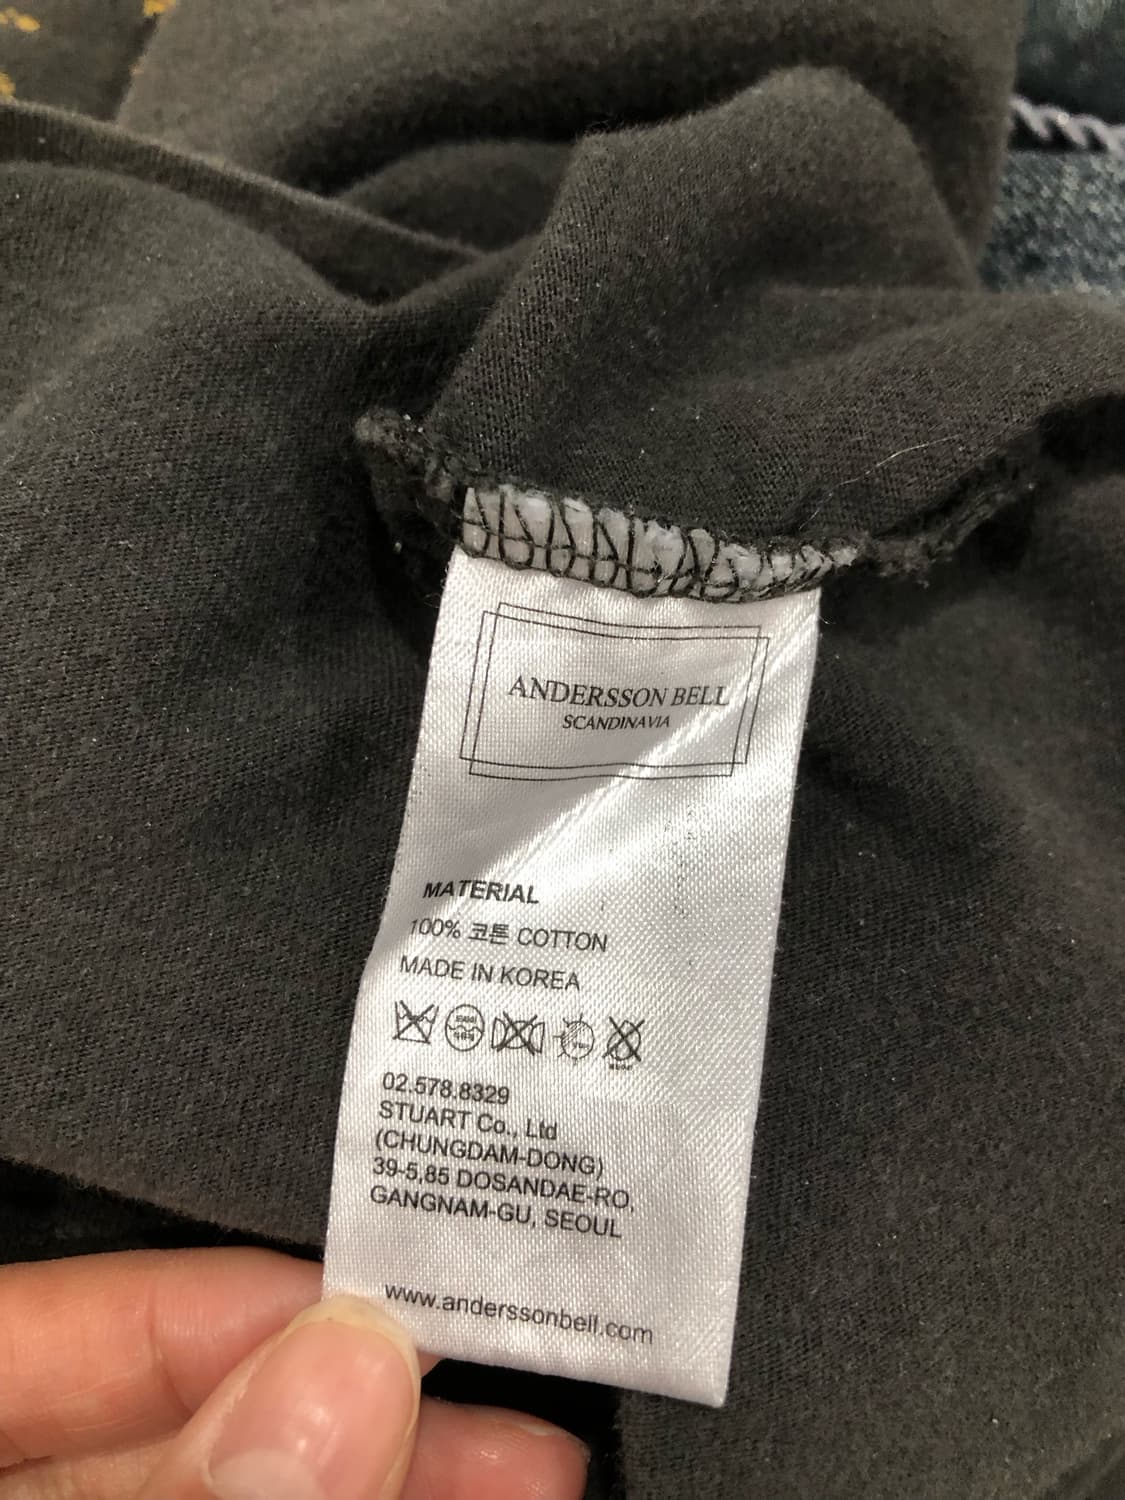 ANDERSSON BELL
SCANDINAVIA
MATERIAL
100% 코튼 COTTON
MADE IN KOREA
02.578.8329
STUART Co., Ltd
(CHUNGDAM-DONG)
39-5,85 DOSANDAE-RO,
GANGNAM-GU, SEOUL
www.anderssonbell.com